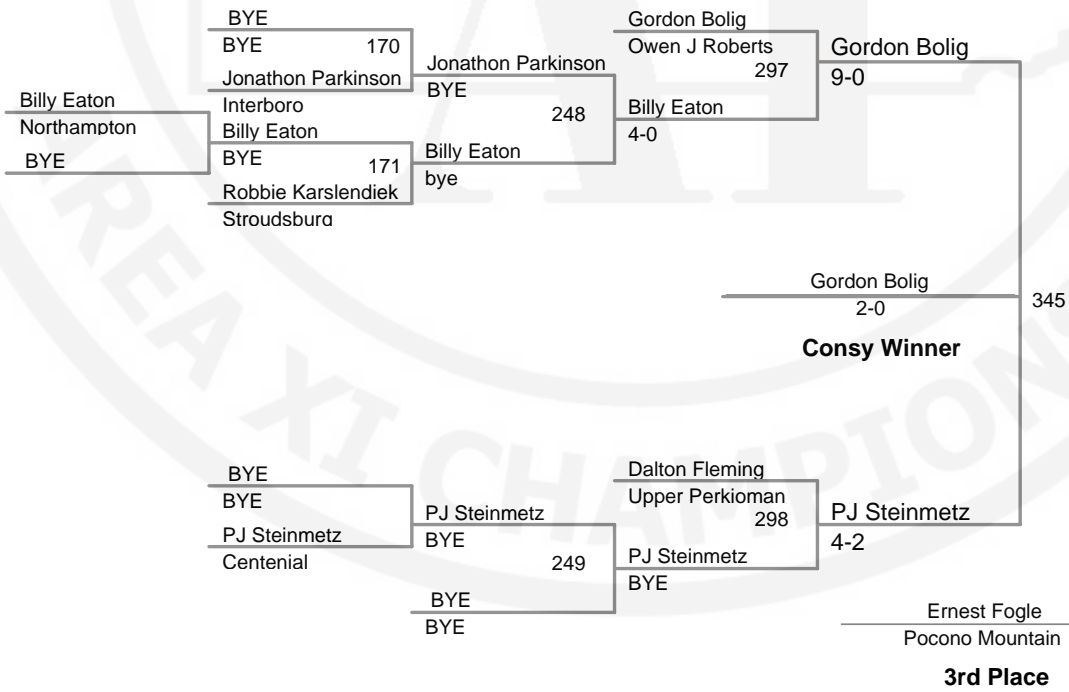 BYE
BYE
170
Jonathon Parkinson
Interboro
Billy Eaton
Northampton
BYE
Billy Eaton
BYE
171
Robbie Karslendiek
Stroudsburg
Jonathon Parkinson
BYE
248
Billy Eaton
bye
Gordon Bolig
Owen J Roberts
297
Billy Eaton
4-0
Gordon Bolig
9-0
Gordon Bolig
2-0
345
Consy Winner
BYE
BYE
PJ Steinmetz
Centenial
PJ Steinmetz
BYE
249
BYE
BYE
Dalton Fleming
Upper Perkioman
298
PJ Steinmetz
BYE
PJ Steinmetz
4-2
Ernest Fogle
Pocono Mountain
3rd Place
AREA XI CHAMPIONS